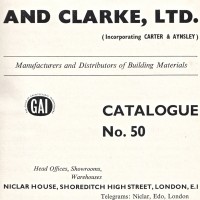 AND CLARKE, LTD.
(Incorporating CARTER & AYNSLEY)
Manufacturers and Distributors of Building Materials
GAI
CATALOGUE
No. 50
Head Offices, Showrooms,
Warehouses
NICLAR HOUSE, SHOREDITCH HIGH STREET, LONDON, E.1
Telegrams: Niclar, Edo, London